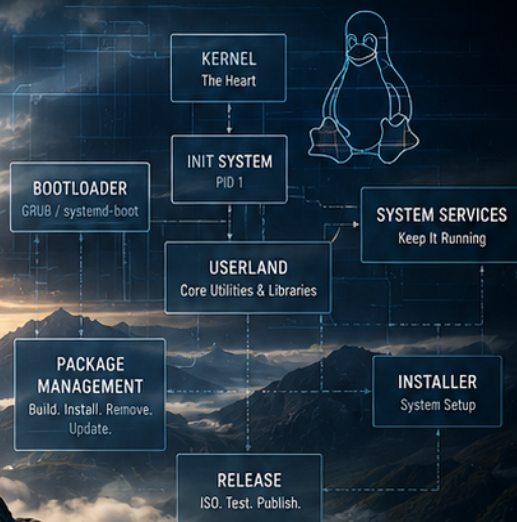 KERNEL
The Heart
INIT SYSTEM
PID 1
BOOTLOADER
GRUB / systemd-boot
SYSTEM SERVICES
Keep It Running
USERLAND
Core Utilities & Libraries
PACKAGE
MANAGEMENT
Build. Install. Remove.
Update.
INSTALLER
System Setup
RELEASE
ISO. Test. Publish.